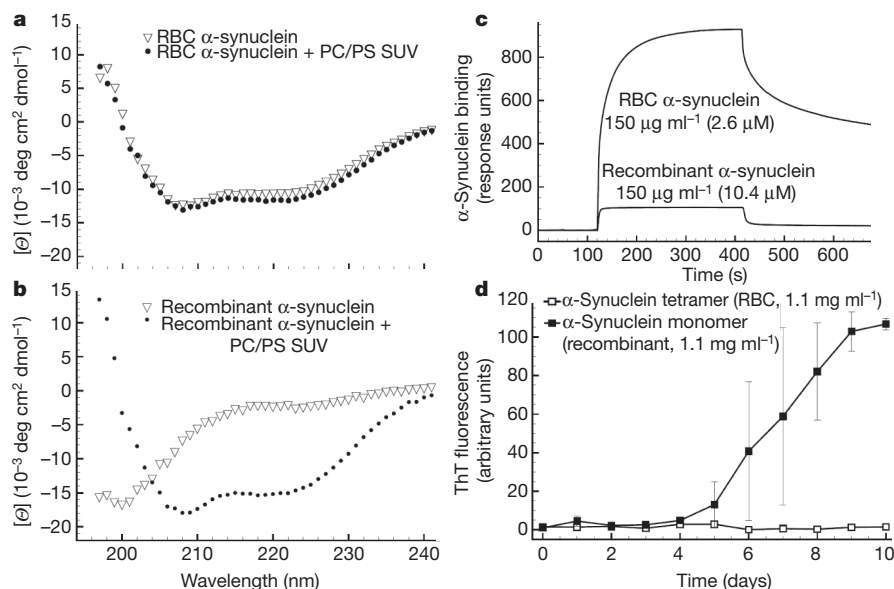 a
15
10
5
0
−5
−10
−15
−20
[Θ] (10⁻³ deg cm² dmol⁻¹)
RBC α-synuclein
RBC α-synuclein + PC/PS SUV
b
15
10
5
0
−5
−10
−15
−20
[Θ] (10⁻³ deg cm² dmol⁻¹)
Recombinant α-synuclein
Recombinant α-synuclein +
PC/PS SUV
200 210 220 230 240
Wavelength (nm)
c
800
600
400
200
0
α-Synuclein binding
(response units)
RBC α-synuclein
150 μg ml⁻¹ (2.6 μM)
Recombinant α-synuclein
150 μg ml⁻¹ (10.4 μM)
0 100 200 300 400 500 600
Time (s)
d
120
100
80
60
40
20
0
ThT fluorescence
(arbitrary units)
α-Synuclein tetramer (RBC, 1.1 mg ml⁻¹)
α-Synuclein monomer
(recombinant, 1.1 mg ml⁻¹)
0 2 4 6 8 10
Time (days)